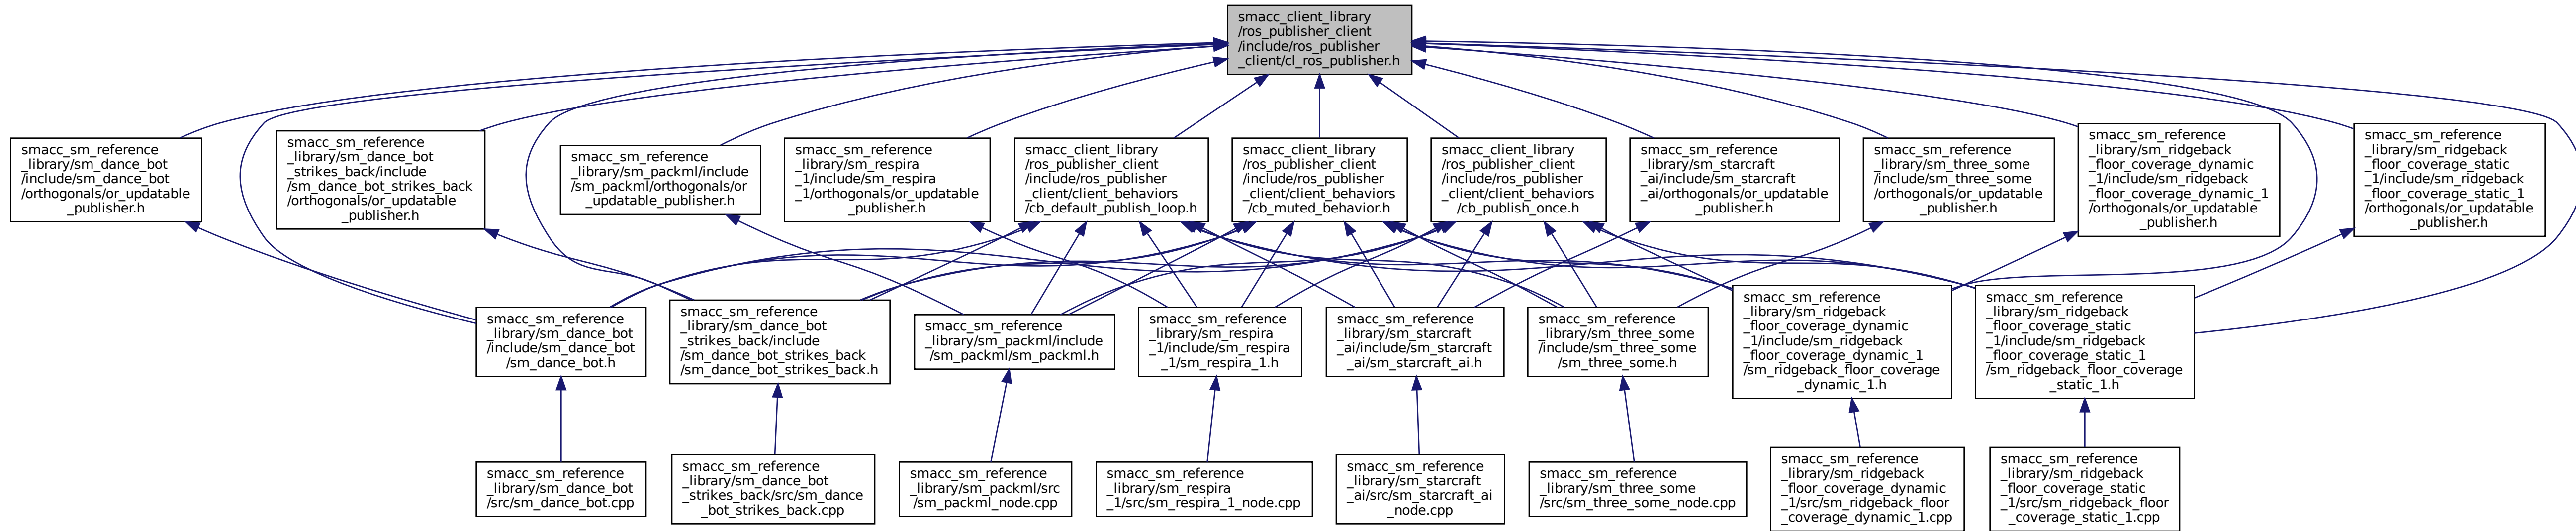 smacc_client_library
/ros_publisher_client
/include/ros_publisher
_client/cl_ros_publisher.h
smacc_sm_reference
_library/sm_dance_bot
/include/sm_dance_bot
/orthogonals/or_updatable
_publisher.h
smacc_sm_reference
_library/sm_dance_bot
_strikes_back/include
/sm_dance_bot_strikes_back
/orthogonals/or_updatable
_publisher.h
smacc_sm_reference
_library/sm_packml/include
/sm_packml/orthogonals/or
_updatable_publisher.h
smacc_sm_reference
_library/sm_respira
_1/include/sm_respira
_1/orthogonals/or_updatable
_publisher.h
smacc_client_library
/ros_publisher_client
/include/ros_publisher
_client/client_behaviors
/cb_default_publish_loop.h
smacc_client_library
/ros_publisher_client
/include/ros_publisher
_client/client_behaviors
/cb_muted_behavior.h
smacc_client_library
/ros_publisher_client
/include/ros_publisher
_client/client_behaviors
/cb_publish_once.h
smacc_sm_reference
_library/sm_starcraft
_ai/include/sm_starcraft
_ai/orthogonals/or_updatable
_publisher.h
smacc_sm_reference
_library/sm_three_some
/include/sm_three_some
/orthogonals/or_updatable
_publisher.h
smacc_sm_reference
_library/sm_ridgeback
_floor_coverage_dynamic
_1/include/sm_ridgeback
_floor_coverage_dynamic_1
/orthogonals/or_updatable
_publisher.h
smacc_sm_reference
_library/sm_ridgeback
_floor_coverage_static
_1/include/sm_ridgeback
_floor_coverage_static_1
/orthogonals/or_updatable
_publisher.h
smacc_sm_reference
_library/sm_dance_bot
/include/sm_dance_bot
/sm_dance_bot.h
smacc_sm_reference
_library/sm_dance_bot
_strikes_back/include
/sm_dance_bot_strikes_back
/sm_dance_bot_strikes_back.h
smacc_sm_reference
_library/sm_packml/include
/sm_packml/sm_packml.h
smacc_sm_reference
_library/sm_respira
_1/include/sm_respira
_1/sm_respira_1.h
smacc_sm_reference
_library/sm_starcraft
_ai/include/sm_starcraft
_ai/sm_starcraft_ai.h
smacc_sm_reference
_library/sm_three_some
/include/sm_three_some
/sm_three_some.h
smacc_sm_reference
_library/sm_ridgeback
_floor_coverage_dynamic
_1/include/sm_ridgeback
_floor_coverage_dynamic_1
/sm_ridgeback_floor_coverage
_dynamic_1.h
smacc_sm_reference
_library/sm_ridgeback
_floor_coverage_static
_1/include/sm_ridgeback
_floor_coverage_static_1
/sm_ridgeback_floor_coverage
_static_1.h
smacc_sm_reference
_library/sm_dance_bot
/src/sm_dance_bot.cpp
smacc_sm_reference
_library/sm_dance_bot
_strikes_back/src/sm_dance
_bot_strikes_back.cpp
smacc_sm_reference
_library/sm_packml/src
/sm_packml_node.cpp
smacc_sm_reference
_library/sm_respira
_1/src/sm_respira_1_node.cpp
smacc_sm_reference
_library/sm_starcraft
_ai/src/sm_starcraft_ai
_node.cpp
smacc_sm_reference
_library/sm_three_some
/src/sm_three_some_node.cpp
smacc_sm_reference
_library/sm_ridgeback
_floor_coverage_dynamic
_1/src/sm_ridgeback_floor
_coverage_dynamic_1.cpp
smacc_sm_reference
_library/sm_ridgeback
_floor_coverage_static
_1/src/sm_ridgeback_floor
_coverage_static_1.cpp